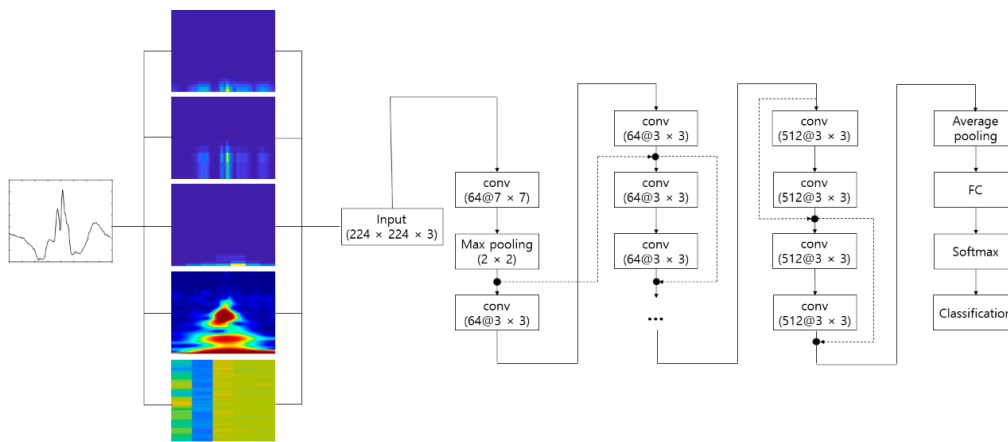 Input
(224 × 224 × 3)
conv
(64@7 × 7)
Max pooling
(2 × 2)
conv
(64@3 × 3)
conv
(64@3 × 3)
conv
(64@3 × 3)
conv
(64@3 × 3)
...
conv
(512@3 × 3)
conv
(512@3 × 3)
conv
(512@3 × 3)
conv
(512@3 × 3)
Average
pooling
FC
Softmax
Classification